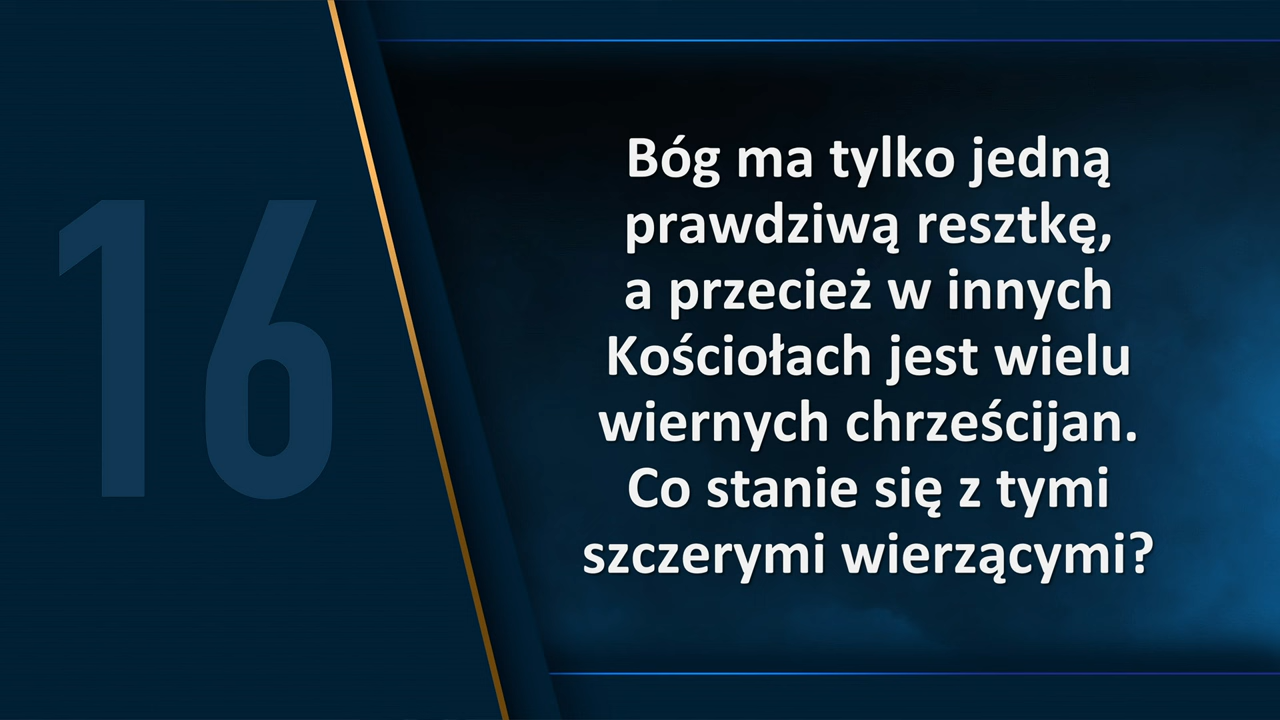 16
Bóg ma tylko jedną
prawdziwą resztkę,
a przecież w innych
Kościołach jest wielu
wiernych chrześcijan.
Co stanie się z tymi
szczerymi wierzącymi?